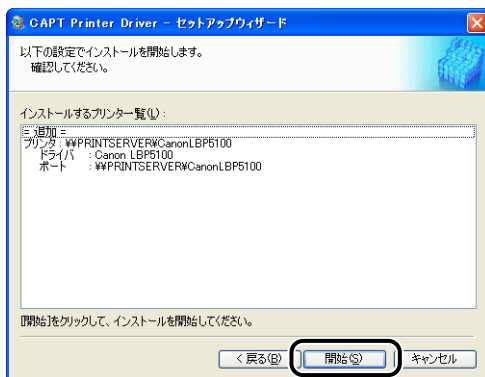 CAPT Printer Driver - セットアップウィザード
以下の設定でインストールを開始します。
確認してください。
インストールするプリンター覧(L):
= 追加 =
プリンタ : ¥¥PRINTSERVER¥CanonLBP5100
ドライバ : Canon LBP5100
ポート : ¥¥PRINTSERVER¥CanonLBP5100
[開始]をクリックして、インストールを開始してください。
< 戻る(B)
開始(S)
キャンセル